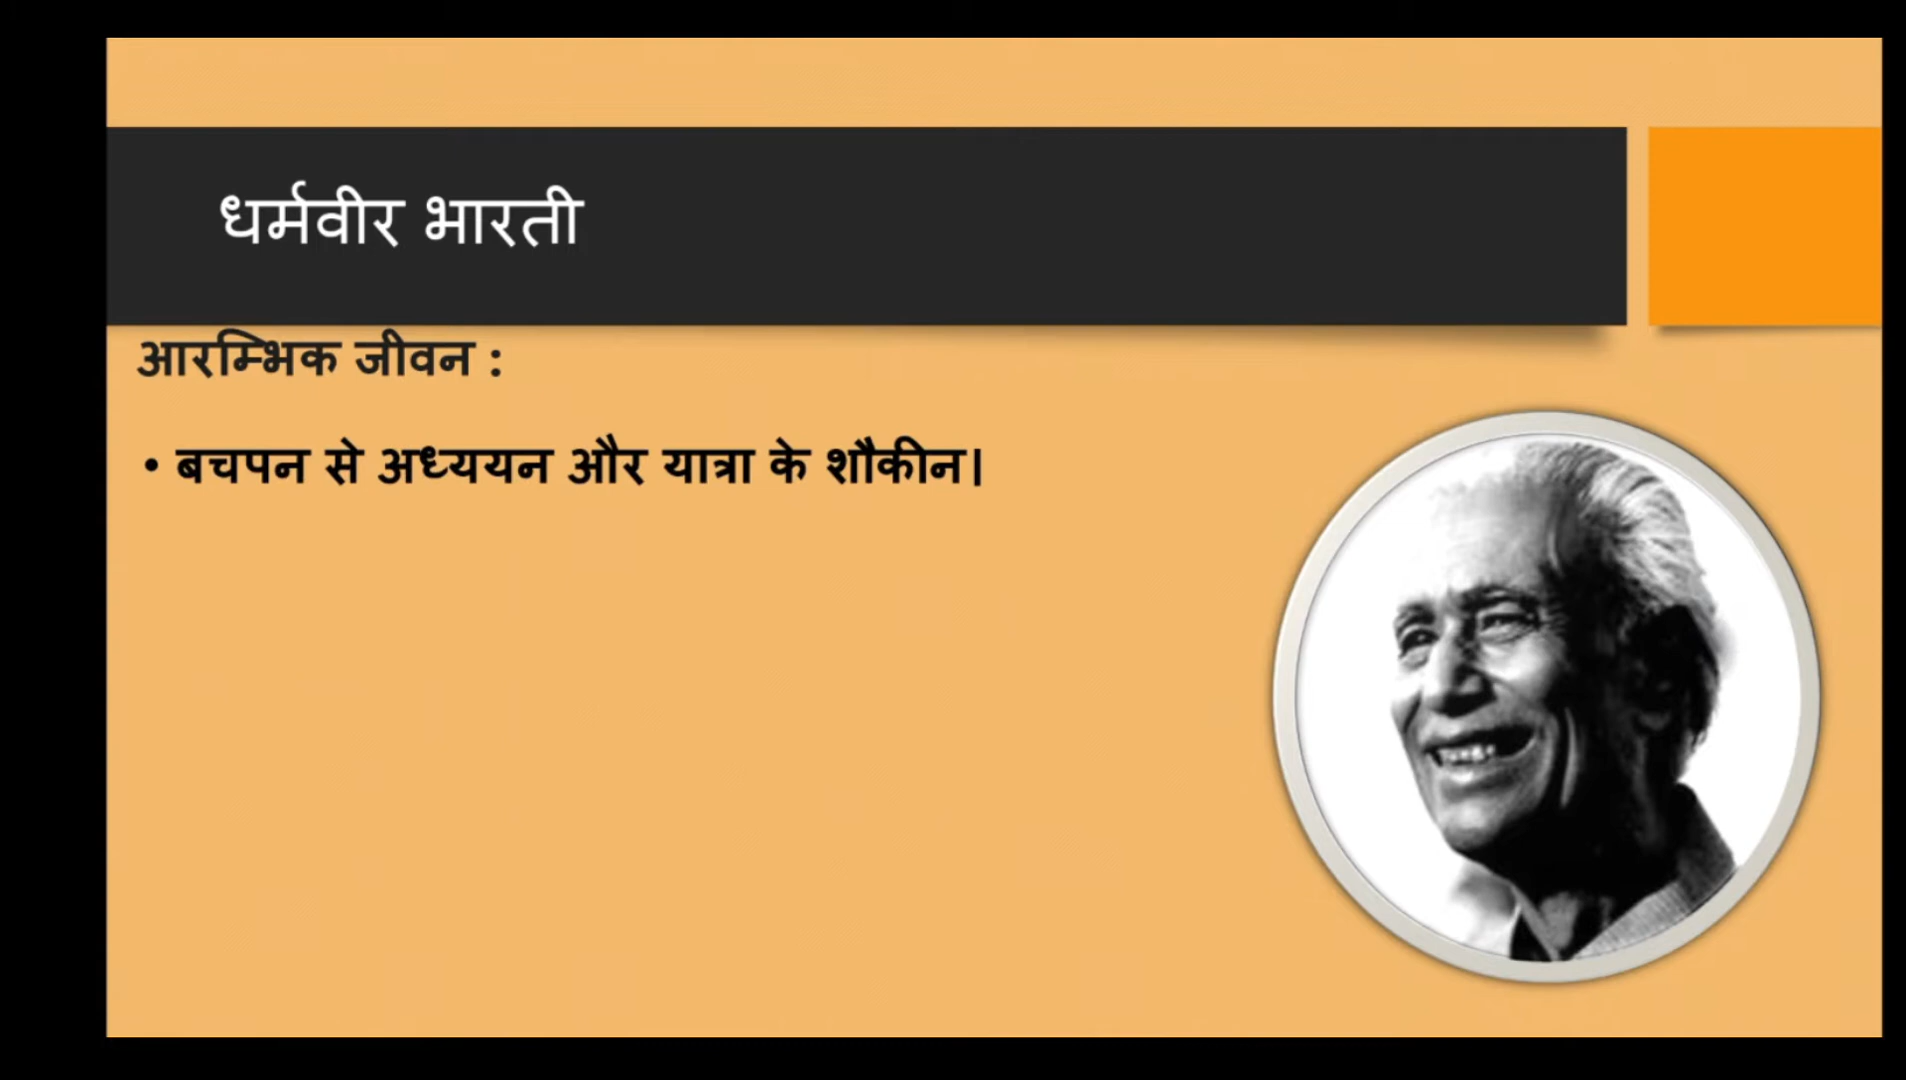 धर्मवीर भारती
आरम्भिक जीवन :
• बचपन से अध्ययन और यात्रा के शौकीन।